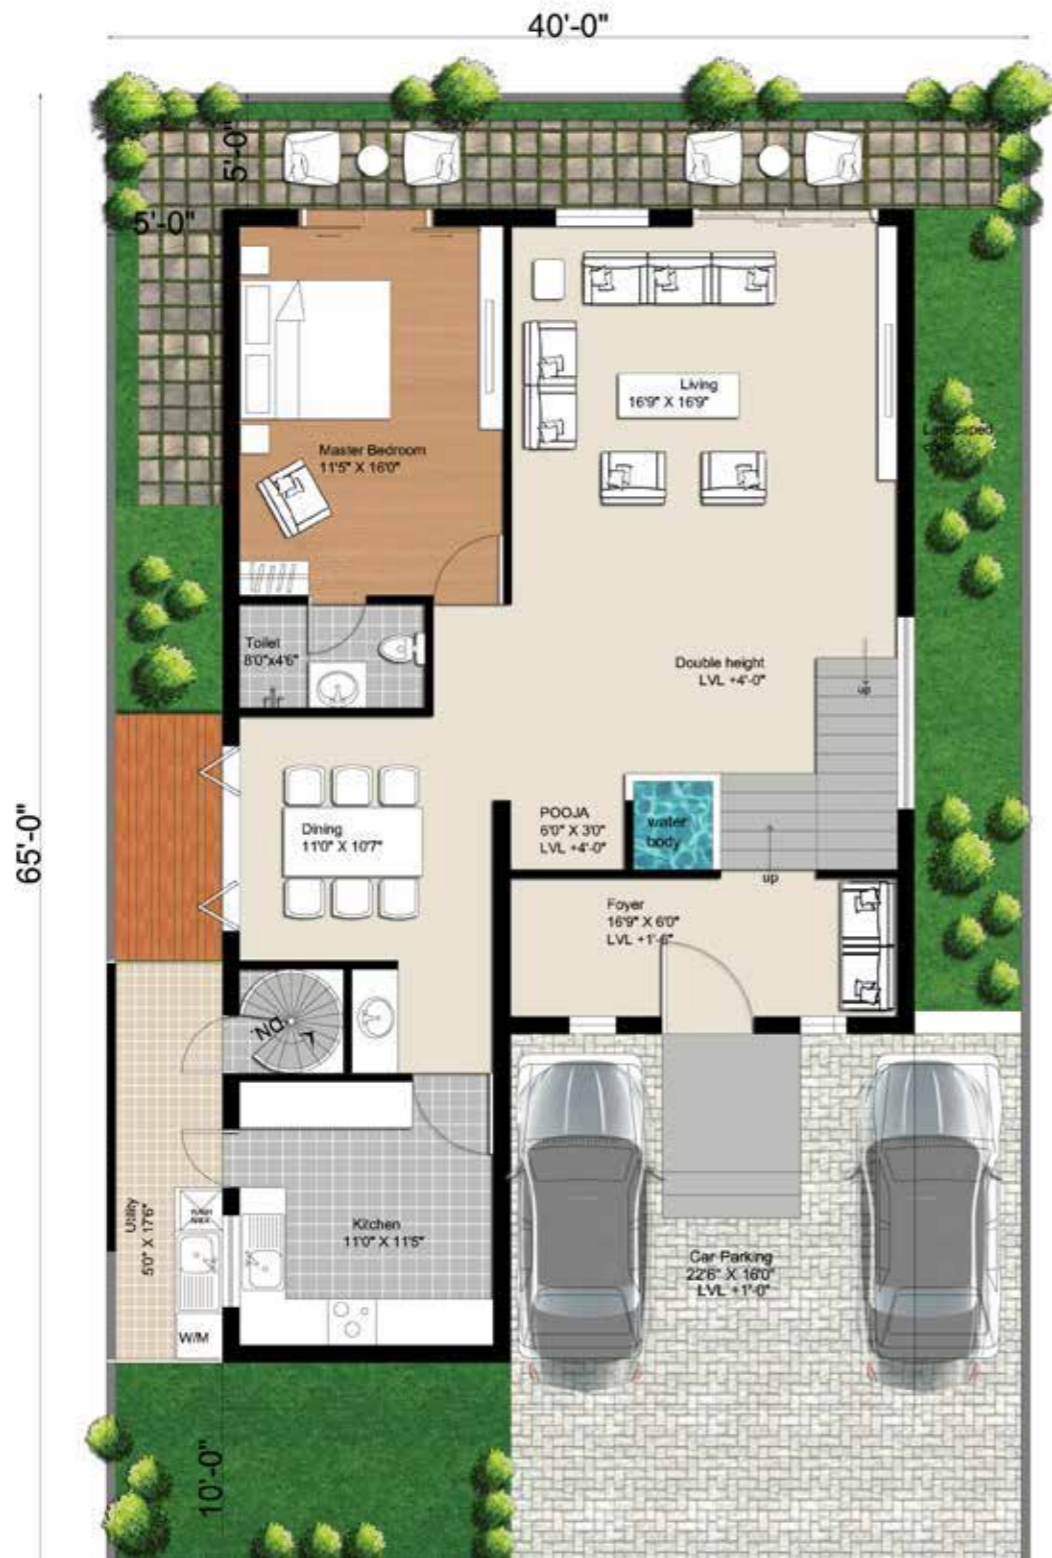 40'-0"
5'-0"
5'-0"
Living
16'9" X 16'9"
Master Bedroom
11'5" X 16'0"
Toilet
8'0"x4'6"
Double height
LVL +4'-0"
up
65'-0"
POOJA
6'0" X 3'0"
LVL +4'-0"
water
body
Dining
11'0" X 10'7"
up
Foyer
16'9" X 6'0"
LVL +1'-6"
DN.
Utility
5'0" X 17'6"
Kitchen
11'0" X 11'5"
Car Parking
22'6" X 16'0"
LVL +1'-0"
W/M
10'-0"